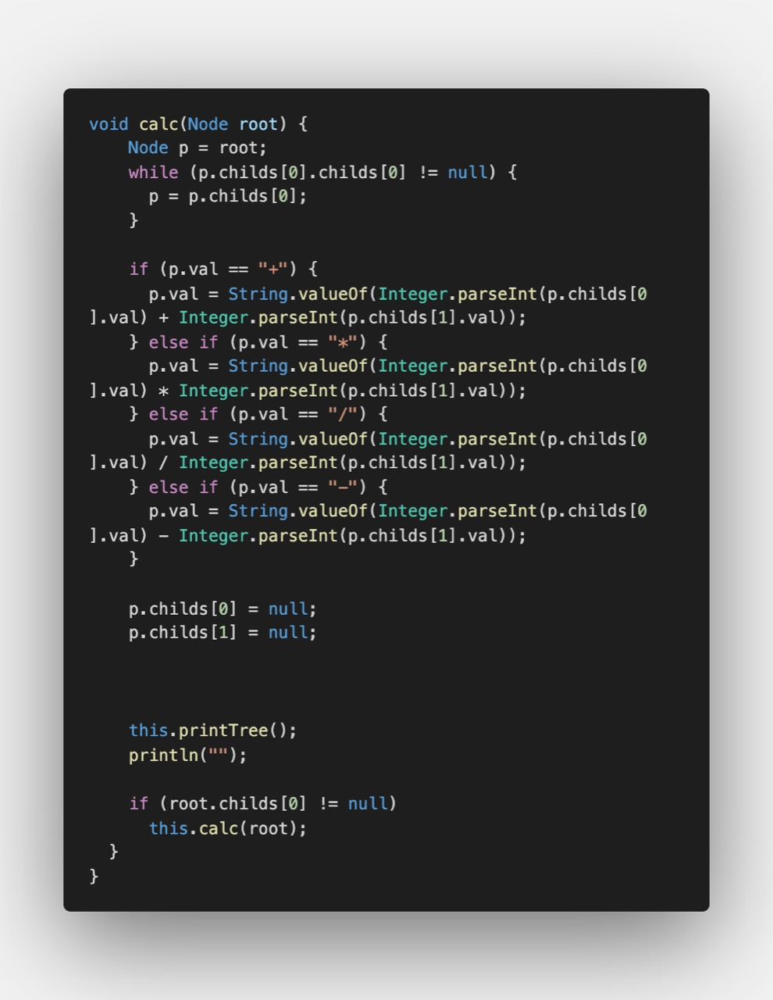 void calc(Node root) {
    Node p = root;
    while (p.childs[0].childs[0] != null) {
      p = p.childs[0];
    }

    if (p.val == "+") {
      p.val = String.valueOf(Integer.parseInt(p.childs[0
].val) + Integer.parseInt(p.childs[1].val));
    } else if (p.val == "*") {
      p.val = String.valueOf(Integer.parseInt(p.childs[0
].val) * Integer.parseInt(p.childs[1].val));
    } else if (p.val == "/") {
      p.val = String.valueOf(Integer.parseInt(p.childs[0
].val) / Integer.parseInt(p.childs[1].val));
    } else if (p.val == "-") {
      p.val = String.valueOf(Integer.parseInt(p.childs[0
].val) - Integer.parseInt(p.childs[1].val));
    }

    p.childs[0] = null;
    p.childs[1] = null;

    this.printTree();
    println("");

    if (root.childs[0] != null)
      this.calc(root);
  }
}